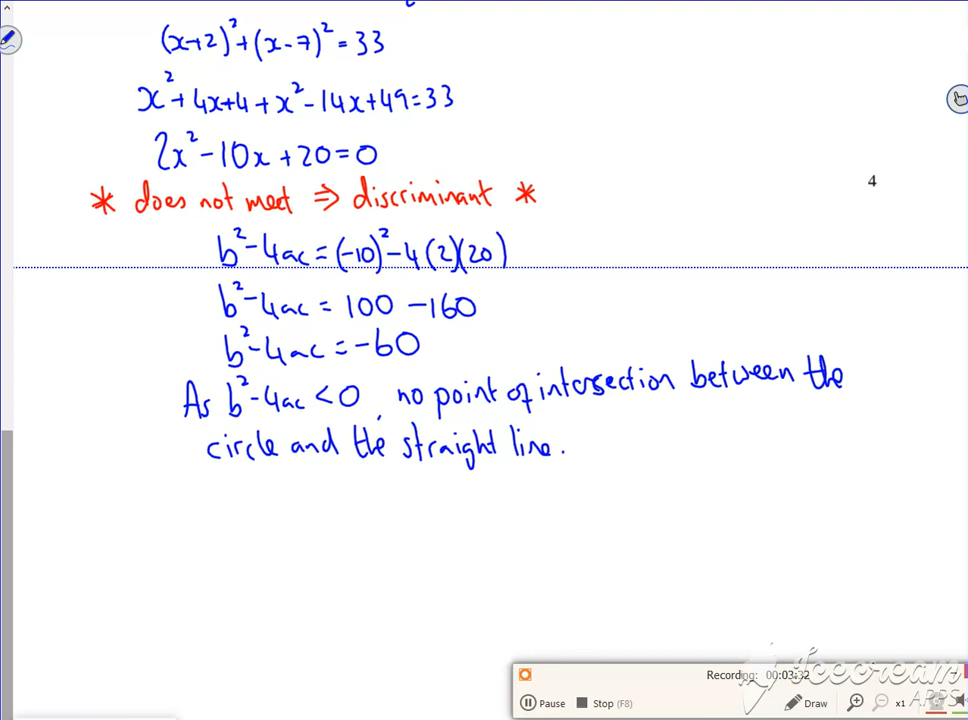 (x+2)²+(x-7)²=33
x²+4x+4+x²-14x+49=33
2x²-10x+20=0
4
* does not meet ⇒ discriminant *
b²-4ac=(-10)²-4(2)(20)
b²-4ac=100-160
b²-4ac=-60
As b²-4ac<0, no point of intersection between the
circle and the straight line.
Recording: 00:03:32
Icecream
APPS
Pause Stop (F8) Draw x1